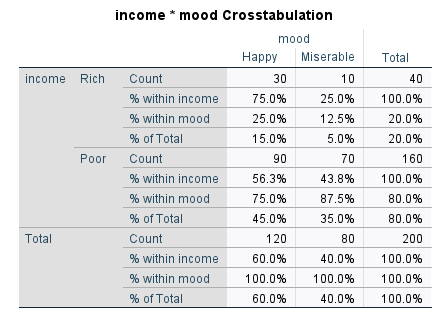 income * mood Crosstabulation
mood
Happy Miserable Total
income Rich Count 30 10 40
% within income 75.0% 25.0% 100.0%
% within mood 25.0% 12.5% 20.0%
% of Total 15.0% 5.0% 20.0%
Poor Count 90 70 160
% within income 56.3% 43.8% 100.0%
% within mood 75.0% 87.5% 80.0%
% of Total 45.0% 35.0% 80.0%
Total Count 120 80 200
% within income 60.0% 40.0% 100.0%
% within mood 100.0% 100.0% 100.0%
% of Total 60.0% 40.0% 100.0%